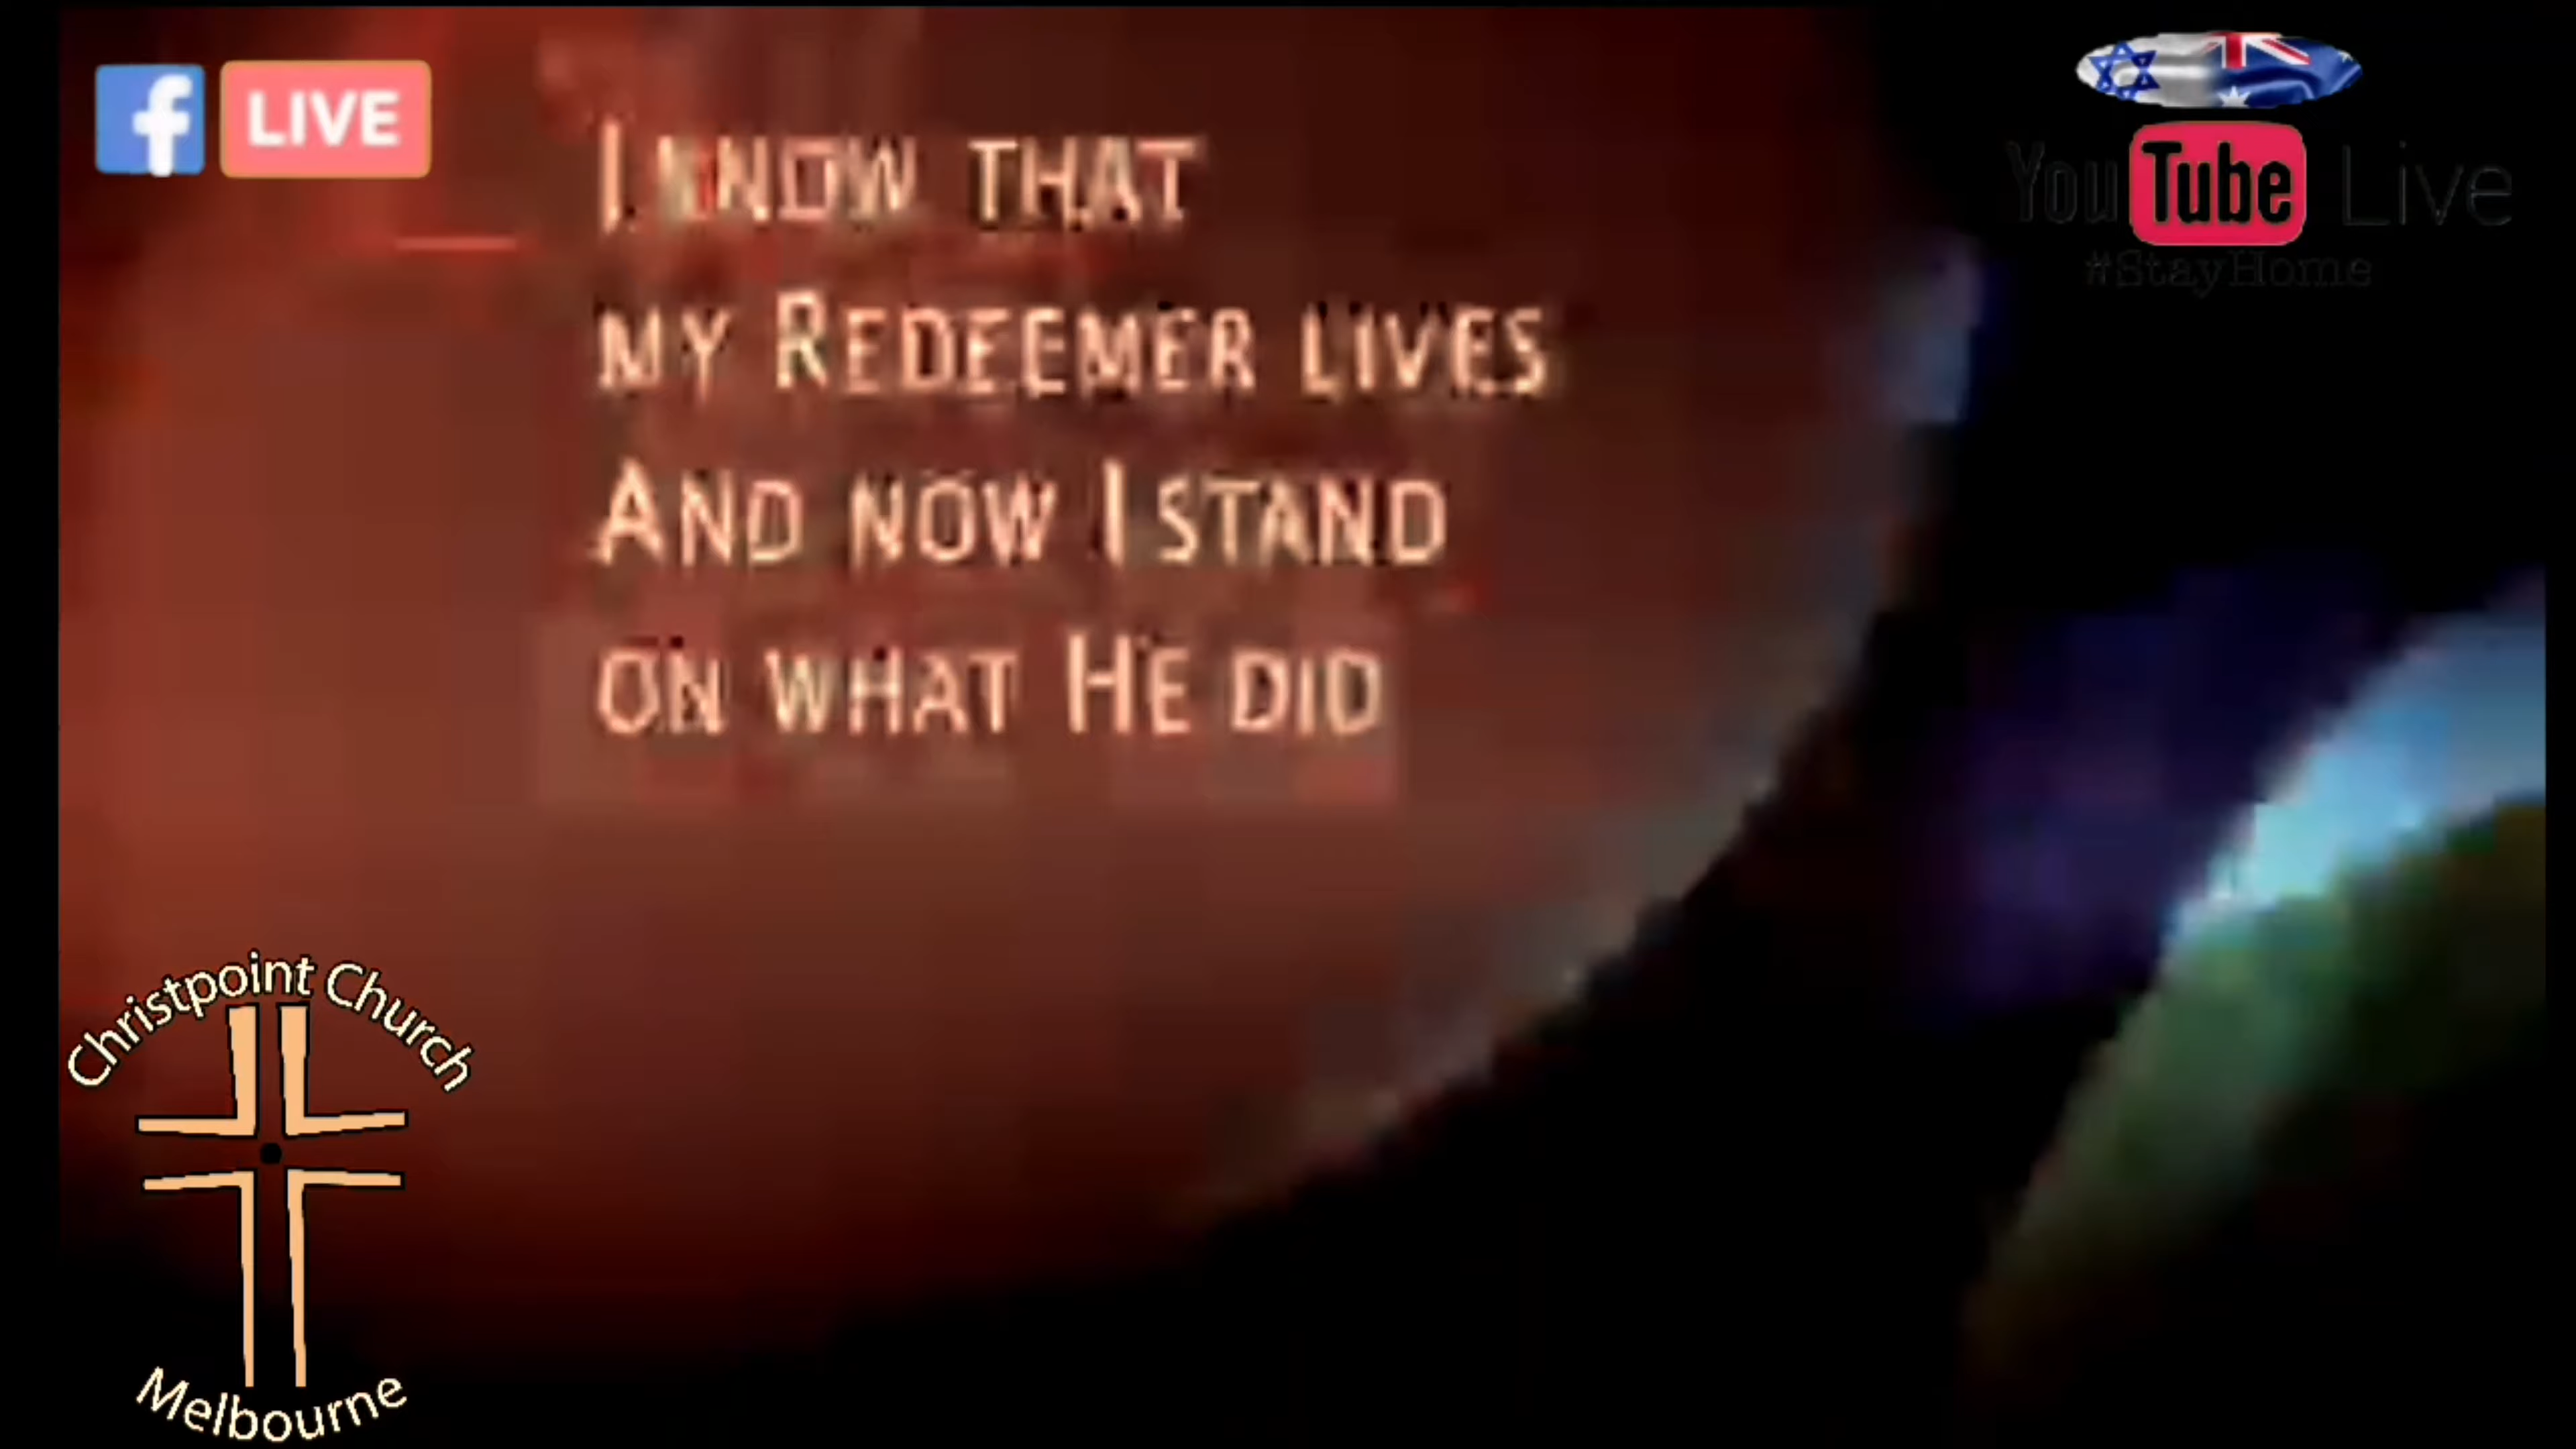 f LIVE
YouTube Live
#StayHome
I KNOW THAT
MY REDEEMER LIVES
AND NOW I STAND
ON WHAT HE DID
Christpoint Church
Melbourne